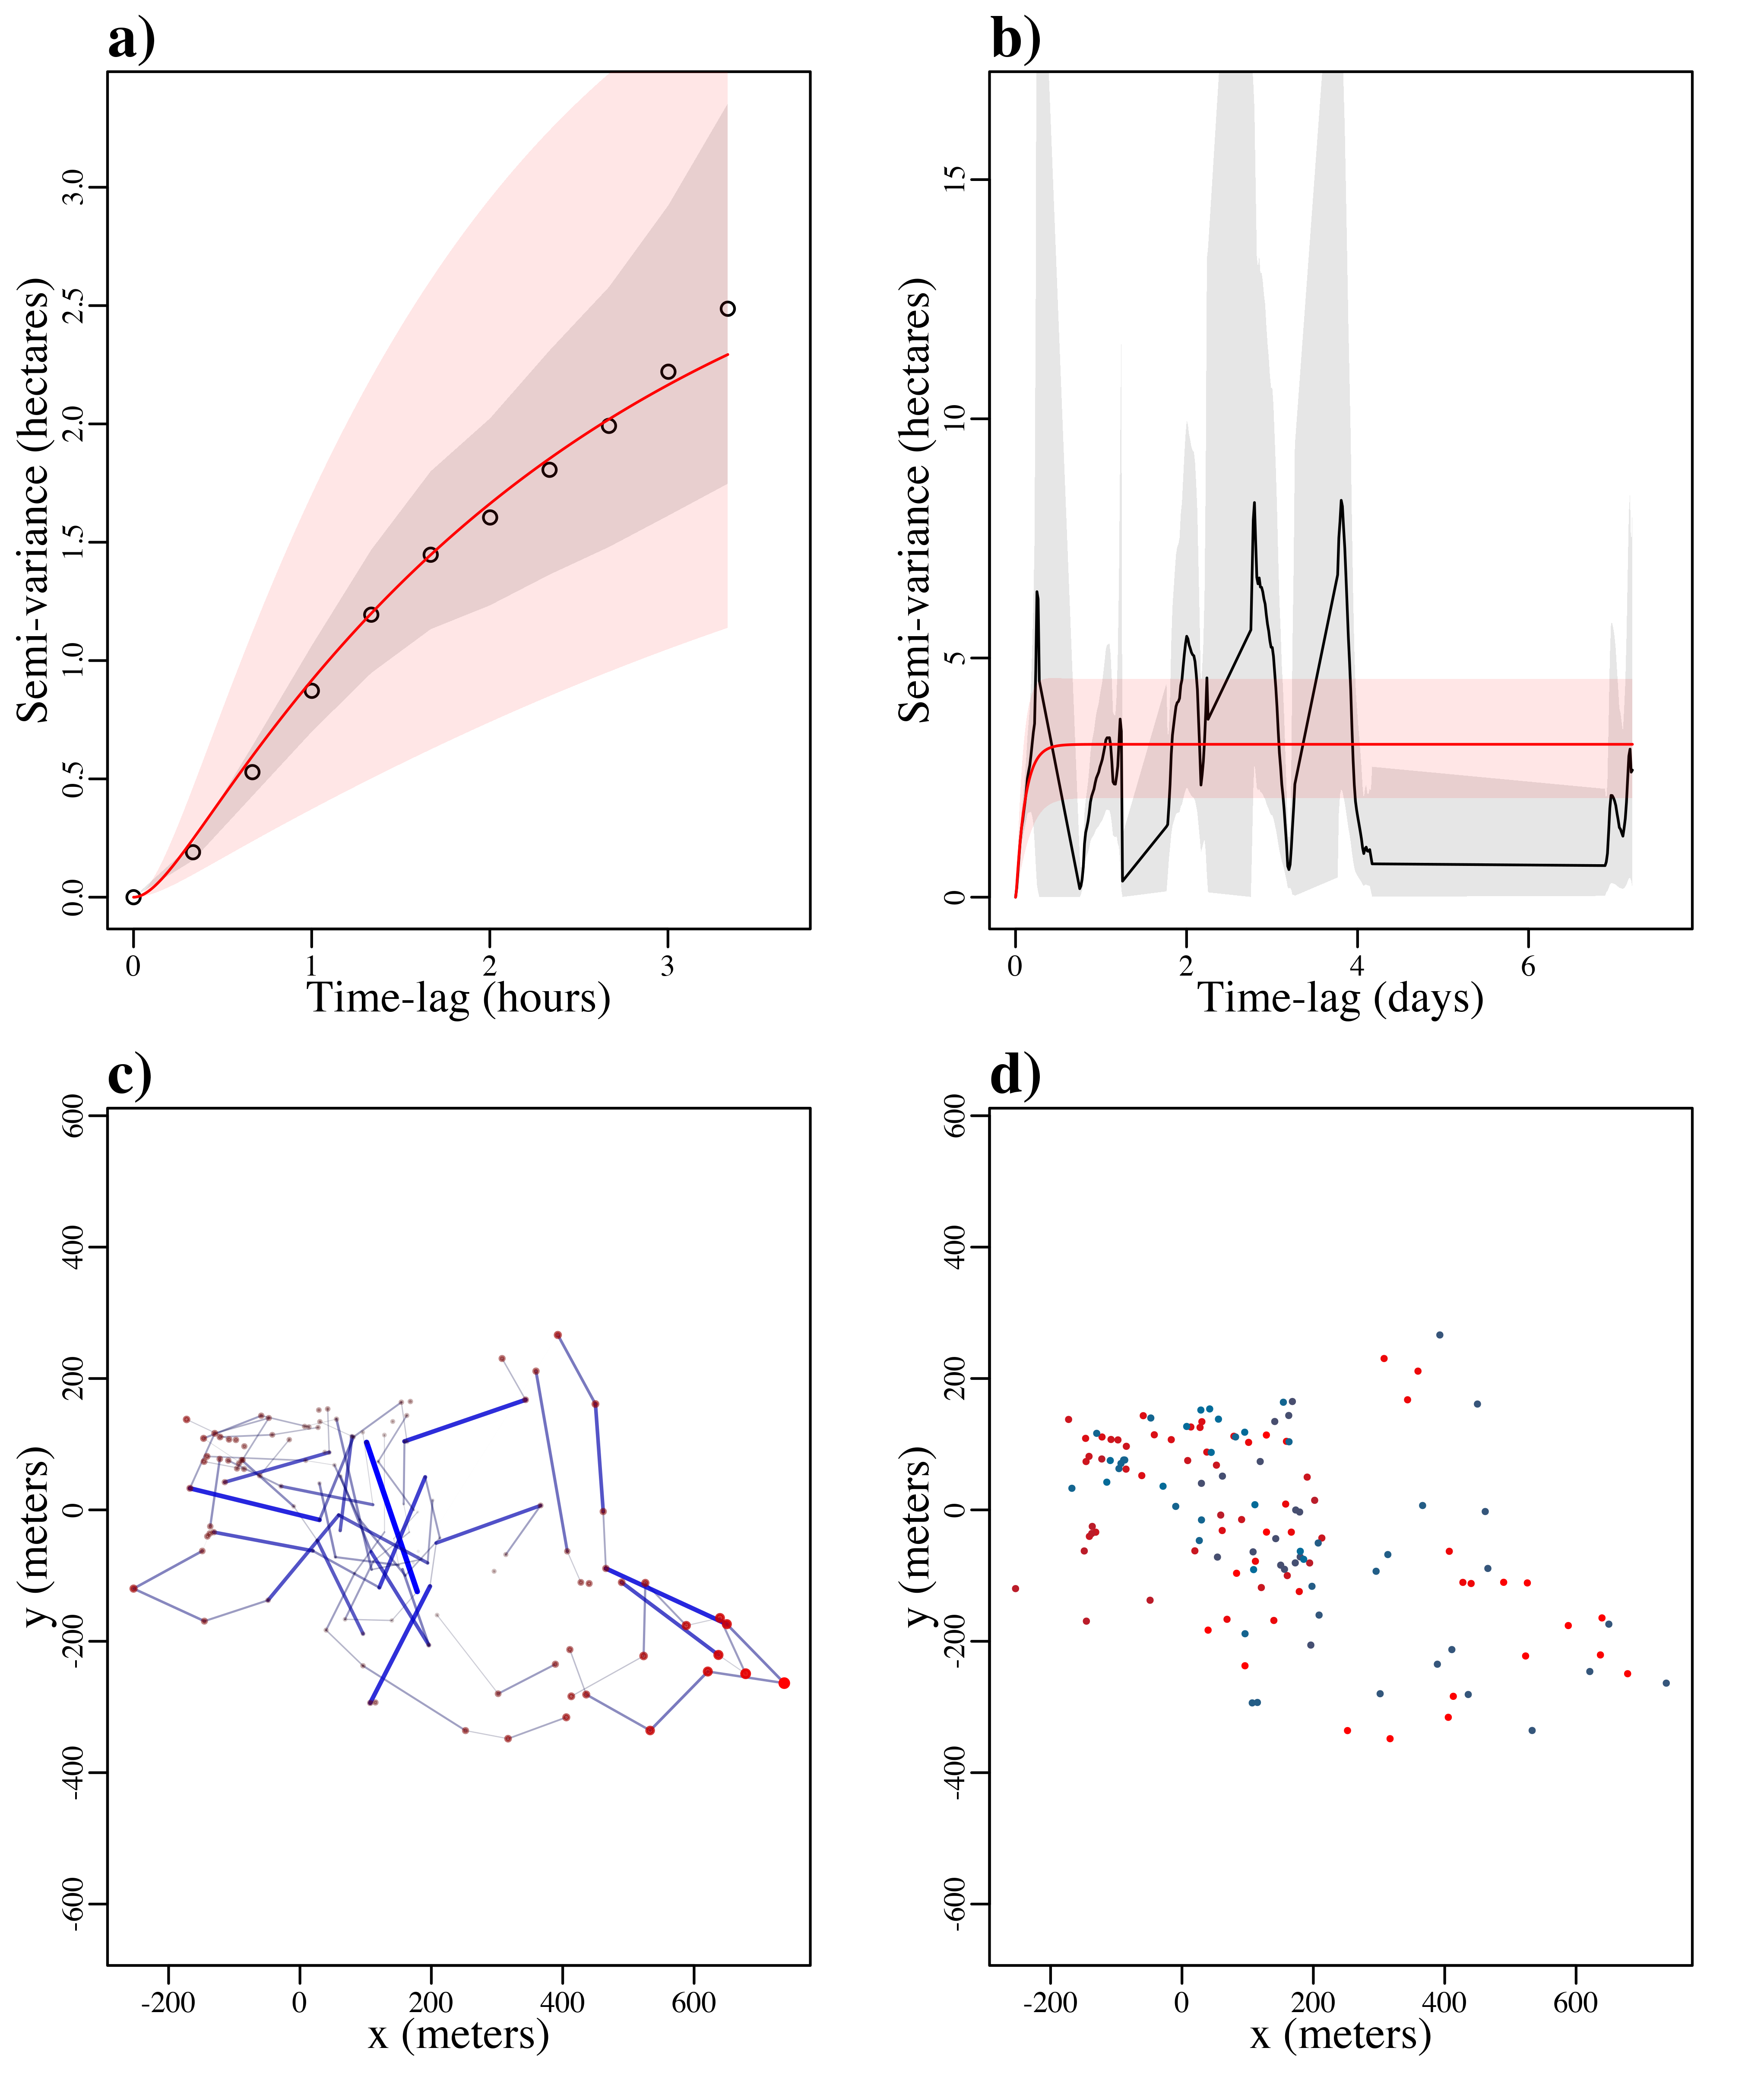 a)
Semi-variance (hectares)
3.0
2.5
2.0
1.5
1.0
0.5
0.0
0 1 2 3
Time-lag (hours)
b)
Semi-variance (hectares)
15
10
5
0
0 2 4 6
Time-lag (days)
c)
y (meters)
600
400
200
0
-200
-400
-600
-200 0 200 400 600
x (meters)
d)
y (meters)
600
400
200
0
-200
-400
-600
-200 0 200 400 600
x (meters)